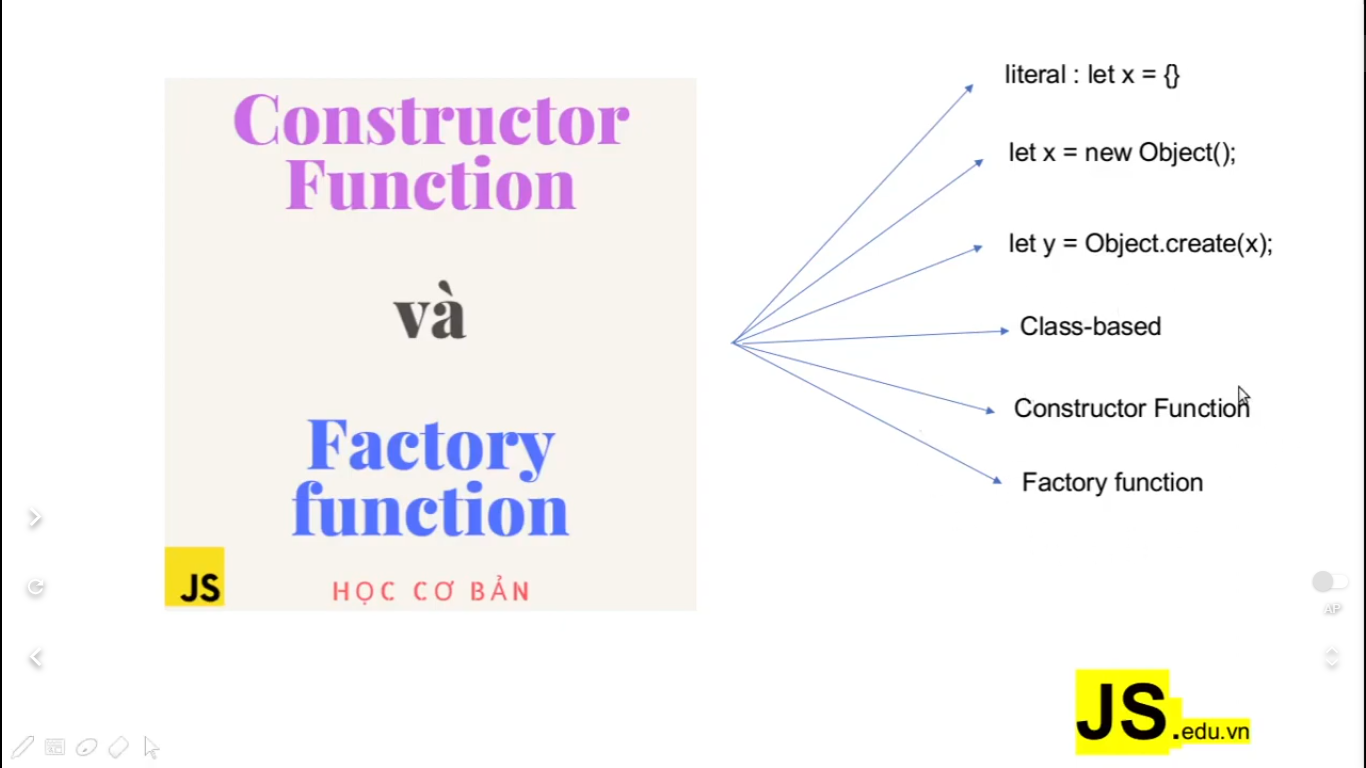 Constructor
Function
và
Factory
function
JS
HỌC CƠ BẢN
literal : let x = {}
let x = new Object();
let y = Object.create(x);
Class-based
Constructor Function
Factory function
AP
JS.edu.vn